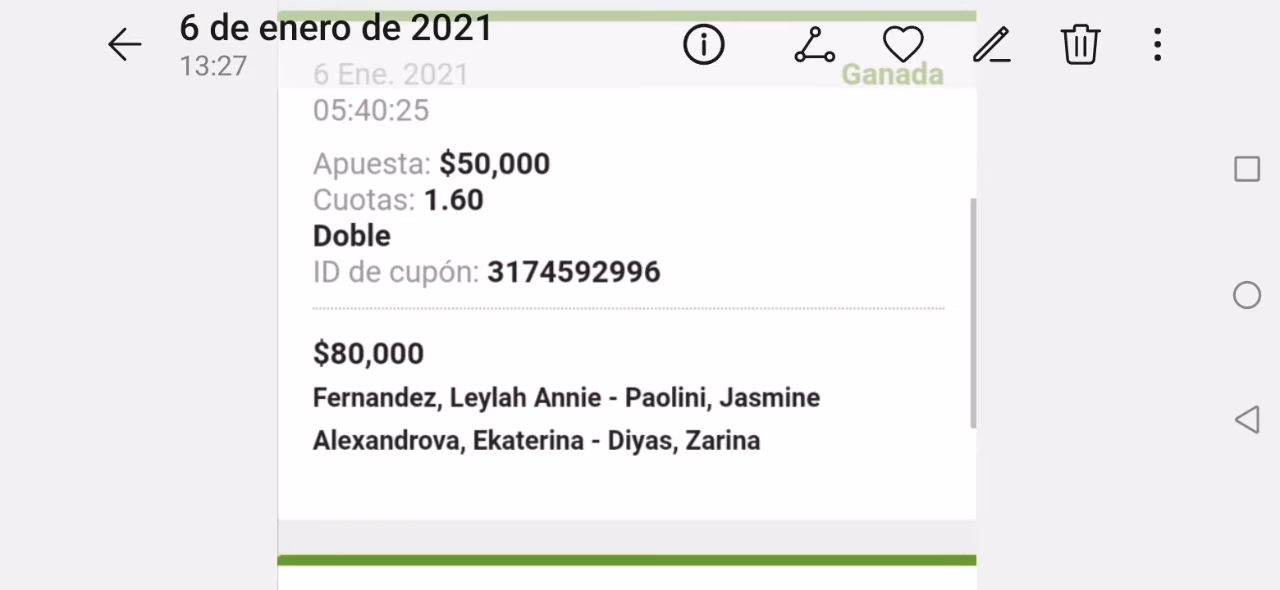 6 de enero de 2021
13:27
6 Ene. 2021 Ganada
05:40:25
Apuesta: $50,000
Cuotas: 1.60
Doble
ID de cupón: 3174592996
$80,000
Fernandez, Leylah Annie - Paolini, Jasmine
Alexandrova, Ekaterina - Diyas, Zarina